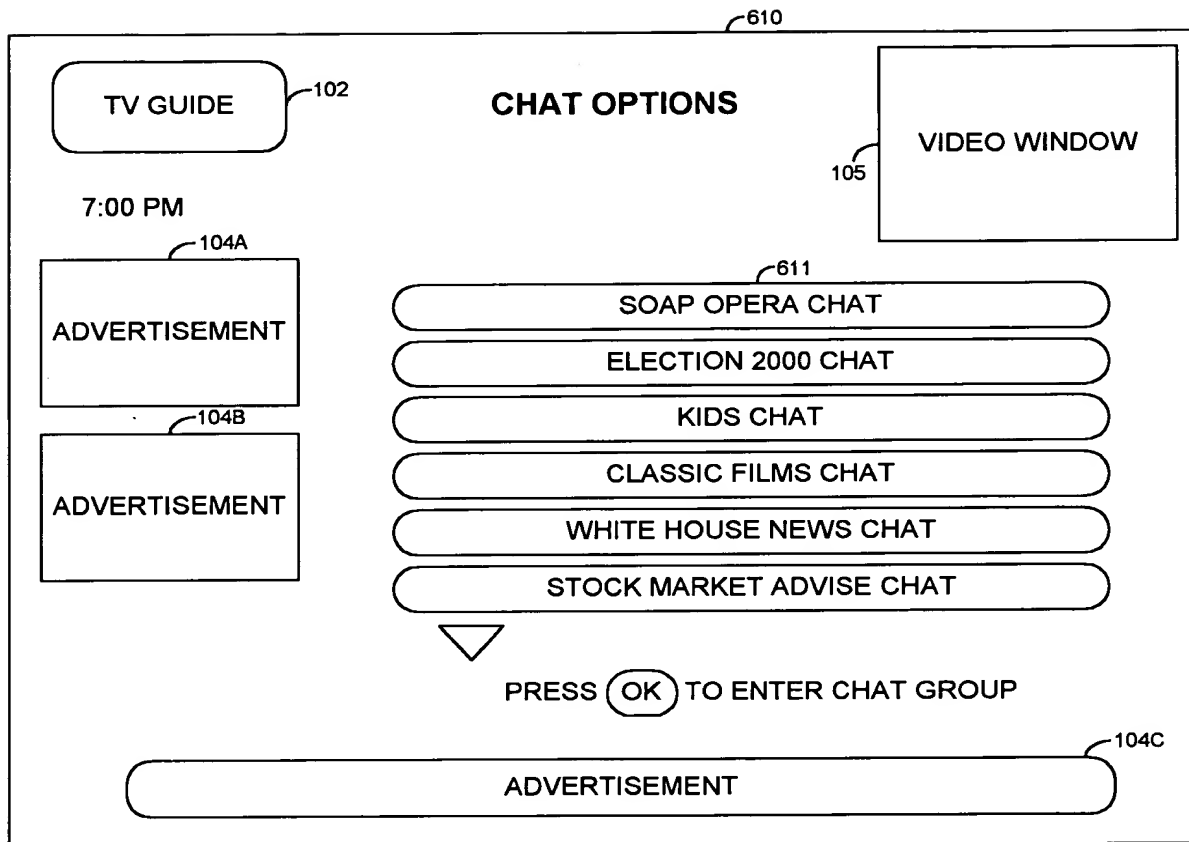 610
TV GUIDE
102
CHAT OPTIONS
VIDEO WINDOW
105
7:00 PM
104A
ADVERTISEMENT
104B
ADVERTISEMENT
611
SOAP OPERA CHAT
ELECTION 2000 CHAT
KIDS CHAT
CLASSIC FILMS CHAT
WHITE HOUSE NEWS CHAT
STOCK MARKET ADVISE CHAT
PRESS OK TO ENTER CHAT GROUP
104C
ADVERTISEMENT